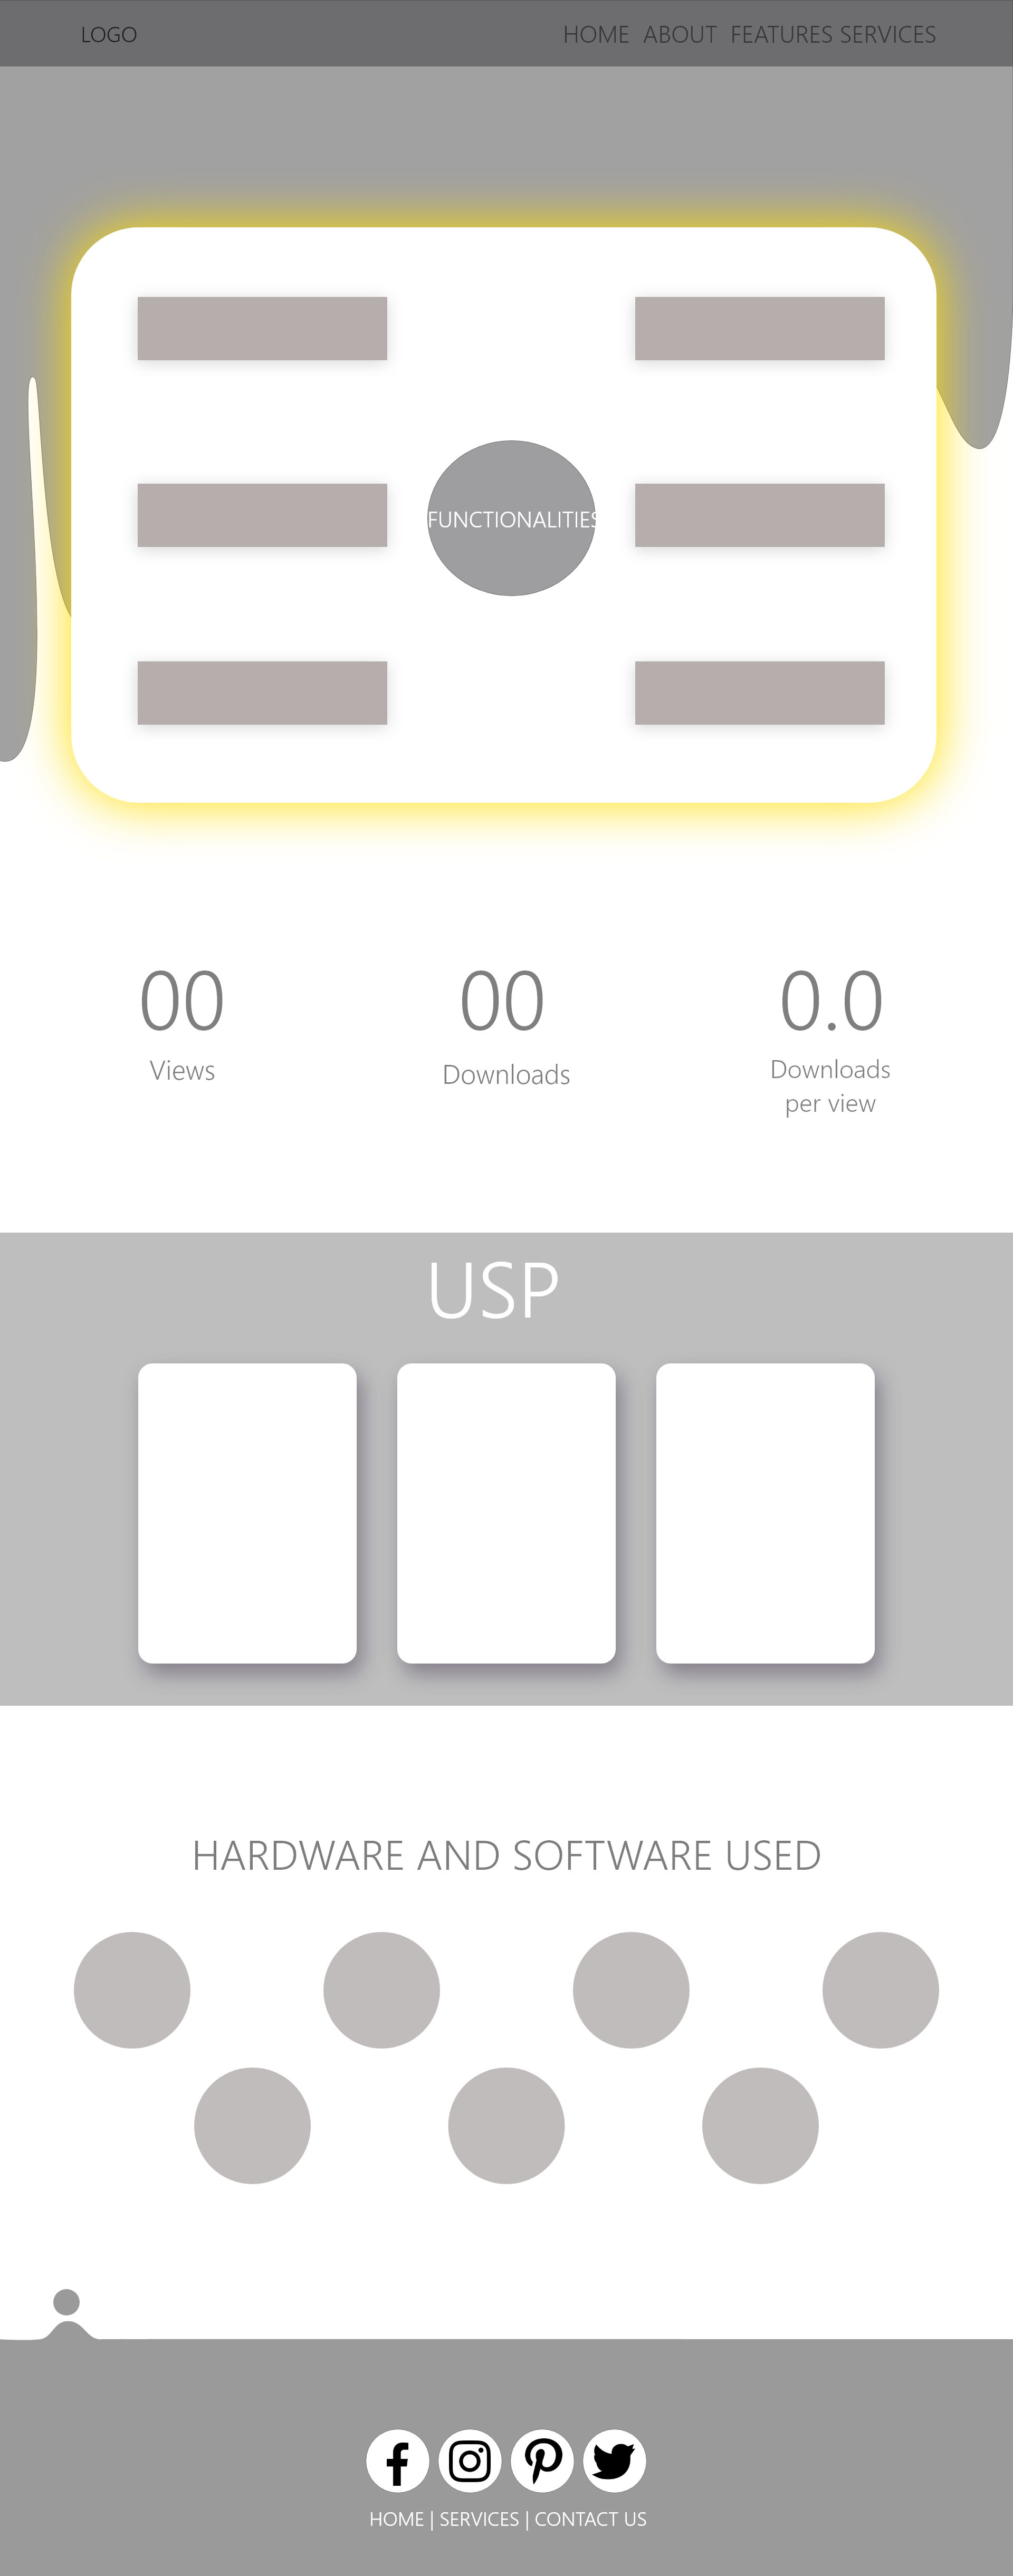 LOGO
HOME ABOUT FEATURES SERVICES
FUNCTIONALITIES
00
Views
00
Downloads
0.0
Downloads
per view
USP
HARDWARE AND SOFTWARE USED
HOME | SERVICES | CONTACT US